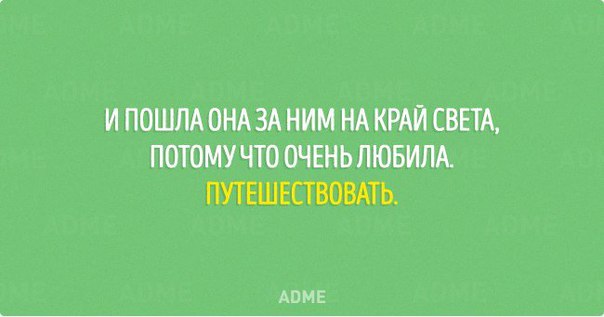 И ПОШЛА ОНА ЗА НИМ НА КРАЙ СВЕТА,
ПОТОМУ ЧТО ОЧЕНЬ ЛЮБИЛА.
ПУТЕШЕСТВОВАТЬ.
ADME